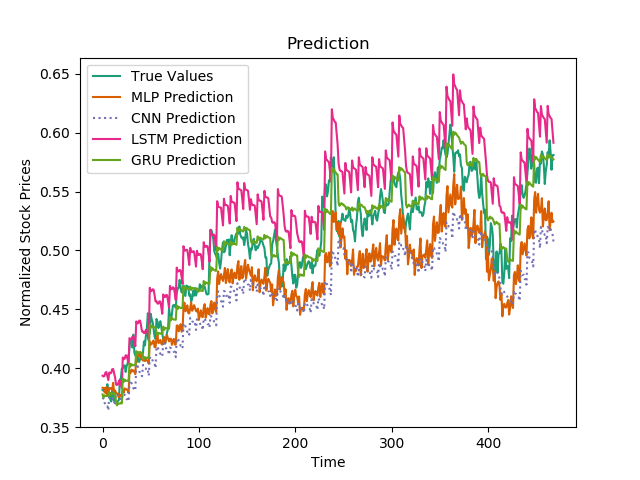 Prediction
True Values
MLP Prediction
CNN Prediction
LSTM Prediction
GRU Prediction
Normalized Stock Prices
0.65
0.60
0.55
0.50
0.45
0.40
0.35
0
100
200
300
400
Time